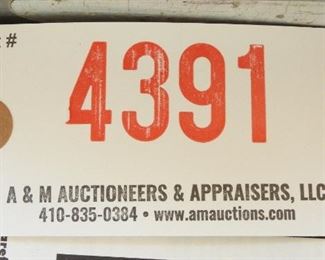 #
4391
A & M AUCTIONEERS & APPRAISERS, LLC
410-835-0384 • www.amauctions.com